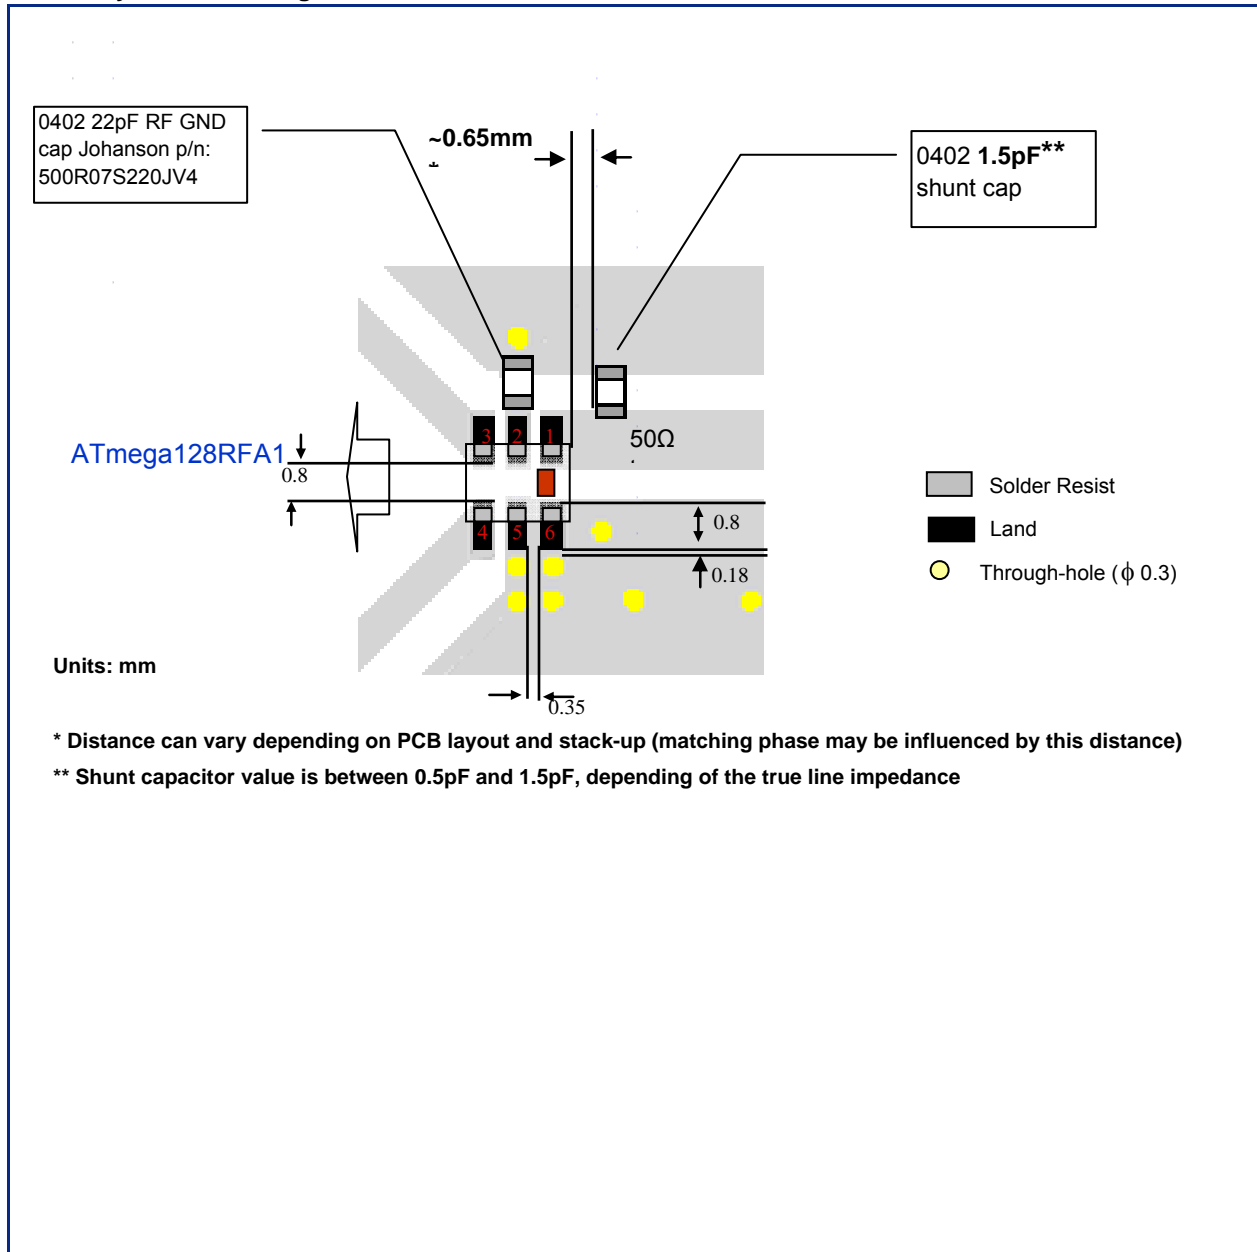 0402 22pF RF GND
cap Johanson p/n:
500R07S220JV4
~0.65mm
*
0402 1.5pF**
shunt cap
3 2 1
50Ω
ATmega128RFA1
0.8
4 5 6
0.8
0.18
0.35
Solder Resist
Land
Through-hole (ϕ 0.3)
Units: mm
* Distance can vary depending on PCB layout and stack-up (matching phase may be influenced by this distance)
** Shunt capacitor value is between 0.5pF and 1.5pF, depending of the true line impedance